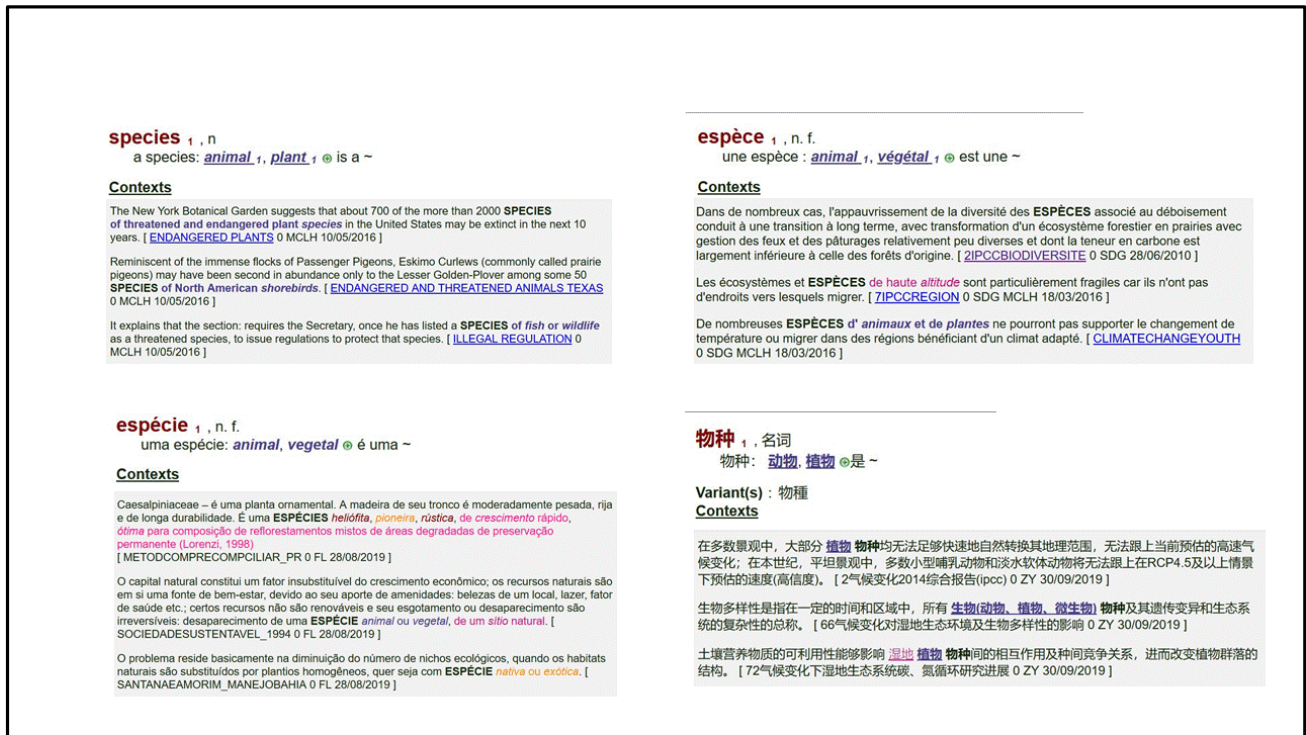 species 1 , n
a species: animal 1, plant 1 ⊕ is a ~
Contexts
The New York Botanical Garden suggests that about 700 of the more than 2000 SPECIES
of threatened and endangered plant species in the United States may be extinct in the next 10
years. [ ENDANGERED PLANTS 0 MCLH 10/05/2016 ]
Reminiscent of the immense flocks of Passenger Pigeons, Eskimo Curlews (commonly called prairie
pigeons) may have been second in abundance only to the Lesser Golden-Plover among some 50
SPECIES of North American shorebirds. [ ENDANGERED AND THREATENED ANIMALS TEXAS
0 MCLH 10/05/2016 ]
It explains that the section: requires the Secretary, once he has listed a SPECIES of fish or wildlife
as a threatened species, to issue regulations to protect that species. [ ILLEGAL REGULATION 0
MCLH 10/05/2016 ]
espèce 1 , n. f.
une espèce : animal 1, végétal 1 ⊕ est une ~
Contexts
Dans de nombreux cas, l'appauvrissement de la diversité des ESPÈCES associé au déboisement
conduit à une transition à long terme, avec transformation d'un écosystème forestier en prairies avec
gestion des feux et des pâturages relativement peu diverses et dont la teneur en carbone est
largement inférieure à celle des forêts d'origine. [ 2IPCCBIODIVERSITE 0 SDG 28/06/2010 ]
Les écosystèmes et ESPÈCES de haute altitude sont particulièrement fragiles car ils n'ont pas
d'endroits vers lesquels migrer. [ 7IPCCREGION 0 SDG MCLH 18/03/2016 ]
De nombreuses ESPÈCES d' animaux et de plantes ne pourront pas supporter le changement de
température ou migrer dans des régions bénéficiant d'un climat adapté. [ CLIMATECHANGEYOUTH
0 SDG MCLH 18/03/2016 ]
espécie 1 , n. f.
uma espécie: animal, vegetal ⊕ é uma ~
Contexts
Caesalpiniaceae – é uma planta ornamental. A madeira de seu tronco é moderadamente pesada, rija
e de longa durabilidade. É uma ESPÉCIES heliófita, pioneira, rústica, de crescimento rápido,
ótima para composição de reflorestamentos mistos de áreas degradadas de preservação
permanente (Lorenzi, 1998)
[ METODCOMPRECOMPCILIAR_PR 0 FL 28/08/2019 ]
O capital natural constitui um fator insubstituível do crescimento econômico; os recursos naturais são
em si uma fonte de bem-estar, devido ao seu aporte de amenidades: belezas de um local, lazer, fator
de saúde etc.; certos recursos não são renováveis e seu esgotamento ou desaparecimento são
irreversíveis: desaparecimento de uma ESPÉCIE animal ou vegetal, de um sítio natural. [
SOCIEDADESUSTENTAVEL_1994 0 FL 28/08/2019 ]
O problema reside basicamente na diminuição do número de nichos ecológicos, quando os habitats
naturais são substituídos por plantios homogêneos, quer seja com ESPÉCIE nativa ou exótica. [
SANTANAEAMORIM_MANEJOBAHIA 0 FL 28/08/2019 ]
物种 1 , 名词
物种： 动物, 植物 ⊕是 ~
Variant(s) : 物種
Contexts
在多数景观中，大部分 植物 物种均无法足够快速地自然转换其地理范围，无法跟上当前预估的高速气
候变化；在本世纪，平坦景观中，多数小型哺乳动物和淡水软体动物将无法跟上在RCP4.5及以上情景
下预估的速度(高信度)。 [ 2气候变化2014综合报告(ipcc) 0 ZY 30/09/2019 ]
生物多样性是指在一定的时间和区域中，所有 生物(动物、植物、微生物) 物种及其遗传变异和生态系
统的复杂性的总称。 [ 66气候变化对湿地生态环境及生物多样性的影响 0 ZY 30/09/2019 ]
土壤营养物质的可利用性能够影响 湿地 植物 物种间的相互作用及种间竞争关系，进而改变植物群落的
结构。 [ 72气候变化下湿地生态系统碳、氮循环研究进展 0 ZY 30/09/2019 ]